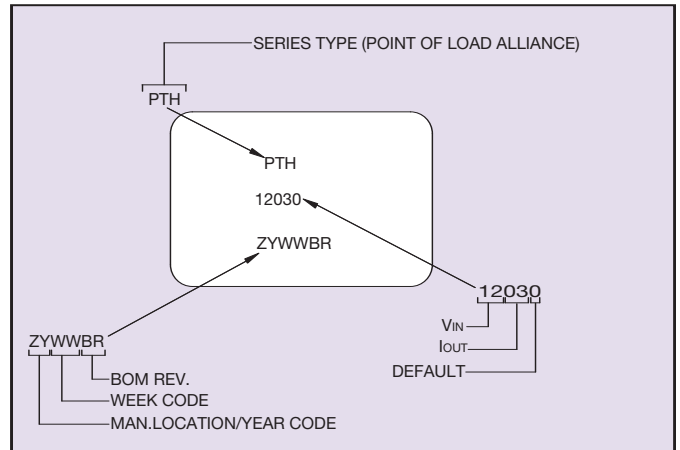 SERIES TYPE (POINT OF LOAD ALLIANCE)
PTH
PTH
12030
ZYWWBR
12030
VIN
IOUT
DEFAULT
ZYWWBR
BOM REV.
WEEK CODE
MAN.LOCATION/YEAR CODE